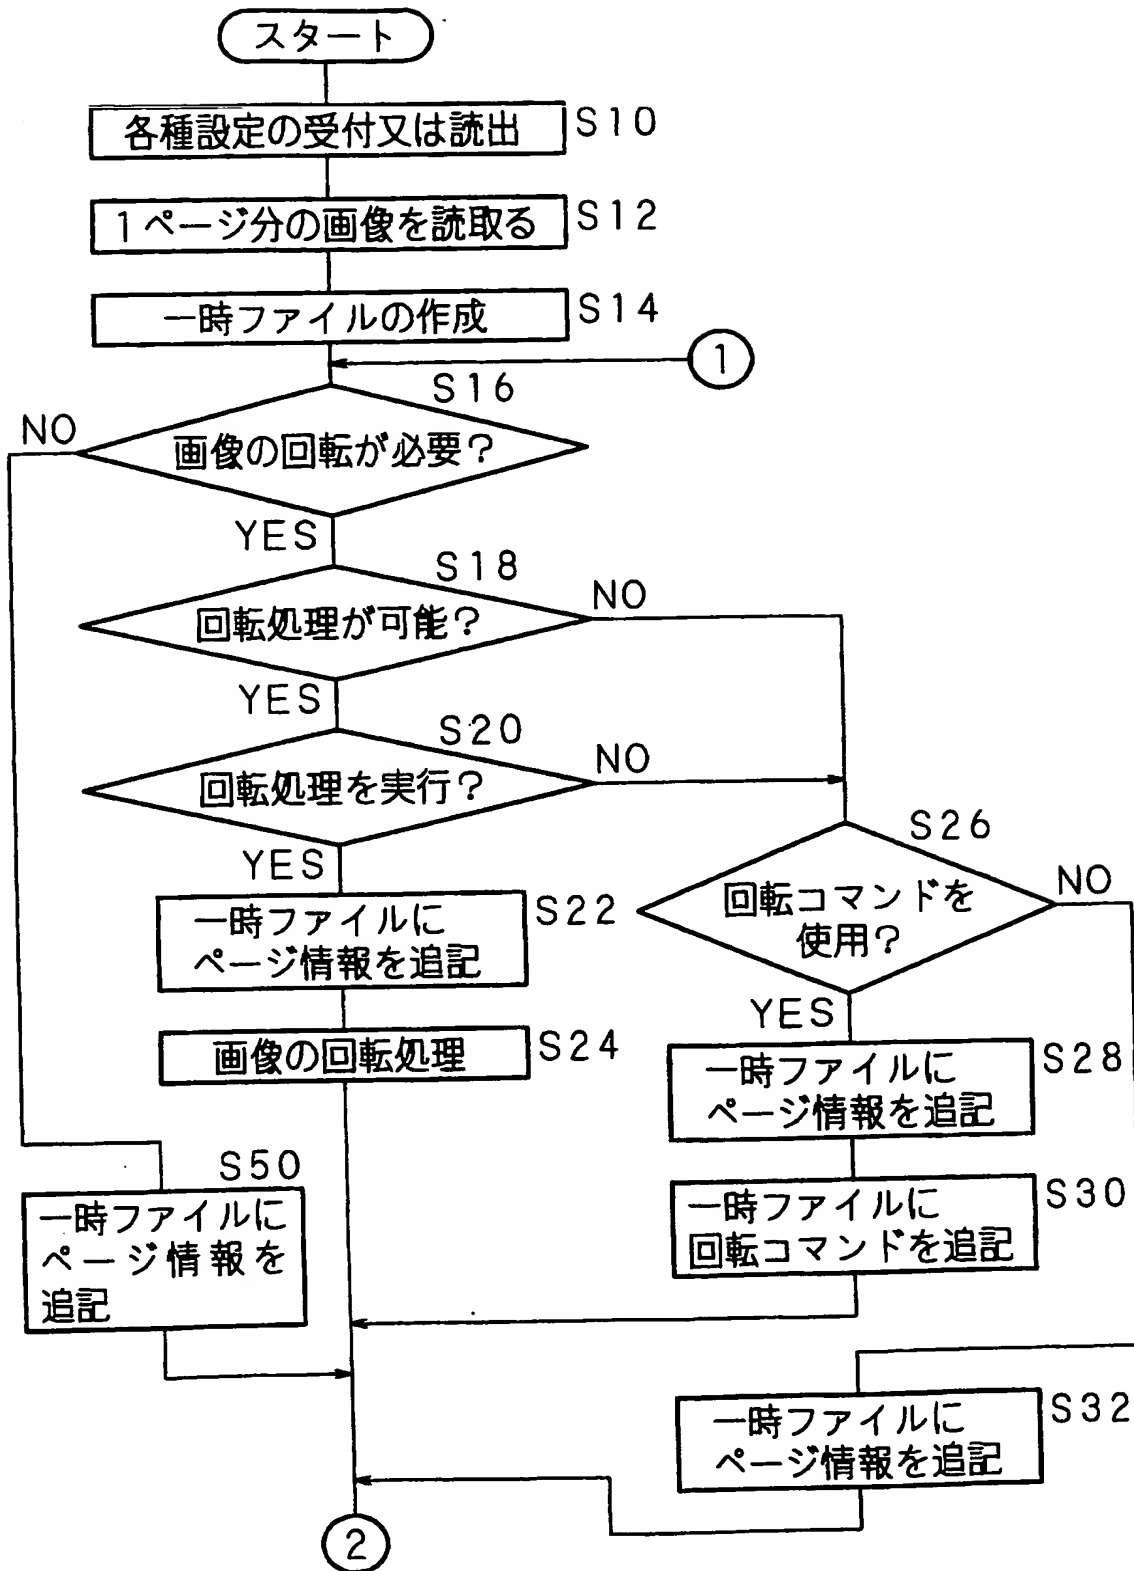 スタート
各種設定の受付又は読出
S10
1ページ分の画像を読取る
S12
一時ファイルの作成
S14
1
S16
NO
画像の回転が必要?
YES
S18
NO
回転処理が可能?
YES
S20
NO
回転処理を実行?
YES
S26
NO
回転コマンドを
使用?
YES
S22
一時ファイルに
ページ情報を追記
画像の回転処理
S24
S28
一時ファイルに
ページ情報を追記
S30
一時ファイルに
回転コマンドを追記
S50
一時ファイルに
ページ情報を
追記
S32
一時ファイルに
ページ情報を追記
2